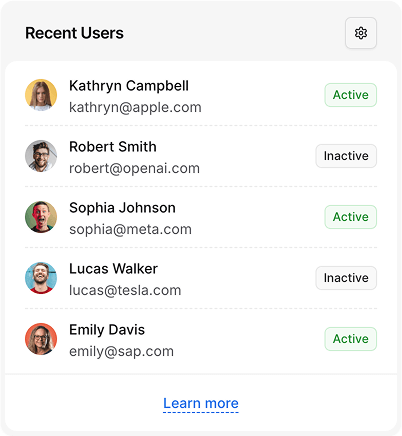 Recent Users
Kathryn Campbell
kathryn@apple.com
Active
Robert Smith
robert@openai.com
Inactive
Sophia Johnson
sophia@meta.com
Active
Lucas Walker
lucas@tesla.com
Inactive
Emily Davis
emily@sap.com
Active
Learn more